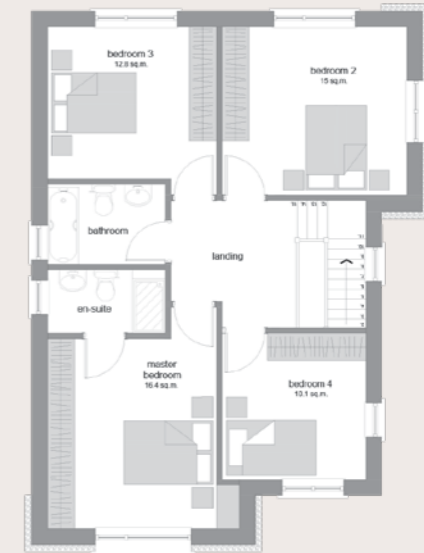 bedroom 3
12.8 sq.m.
bedroom 2
15 sq.m.
bathroom
landing
en-suite
master
bedroom
16.4 sq.m.
bedroom 4
10.1 sq.m.